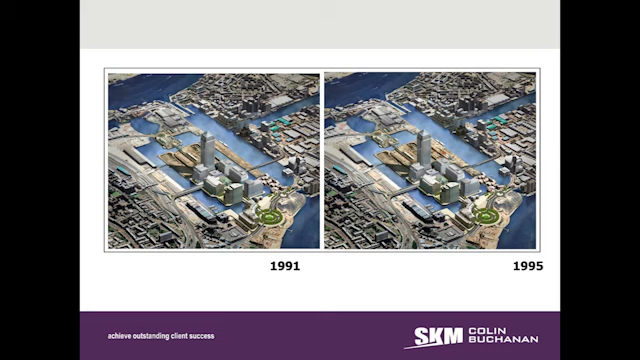 1991
1995
achieve outstanding client success
SKM COLIN
BUCHANAN